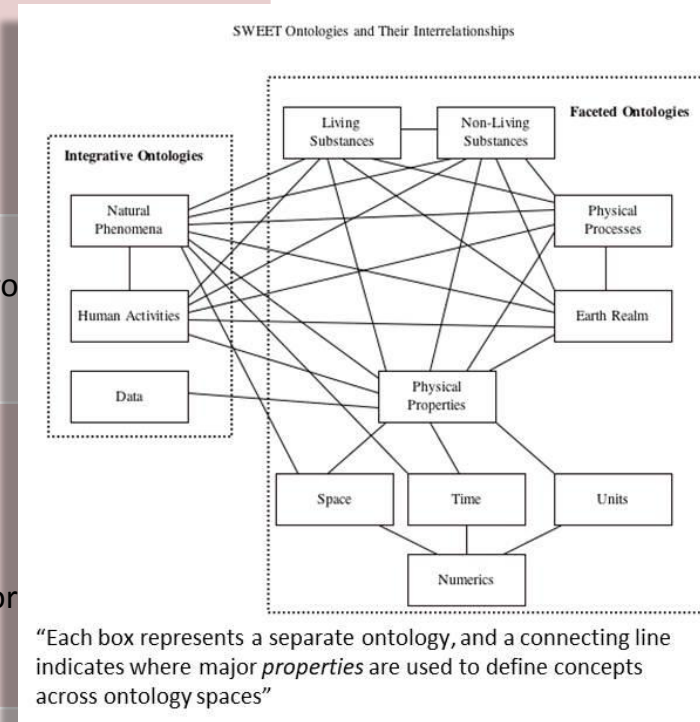 SWEET Ontologies and Their Interrelationships
Faceted Ontologies
Living
Substances
Non-Living
Substances
Integrative Ontologies
Natural
Phenomena
Physical
Processes
Human Activities
Earth Realm
Data
Physical
Properties
Space
Time
Units
Numerics
“Each box represents a separate ontology, and a connecting line
indicates where major properties are used to define concepts
across ontology spaces”